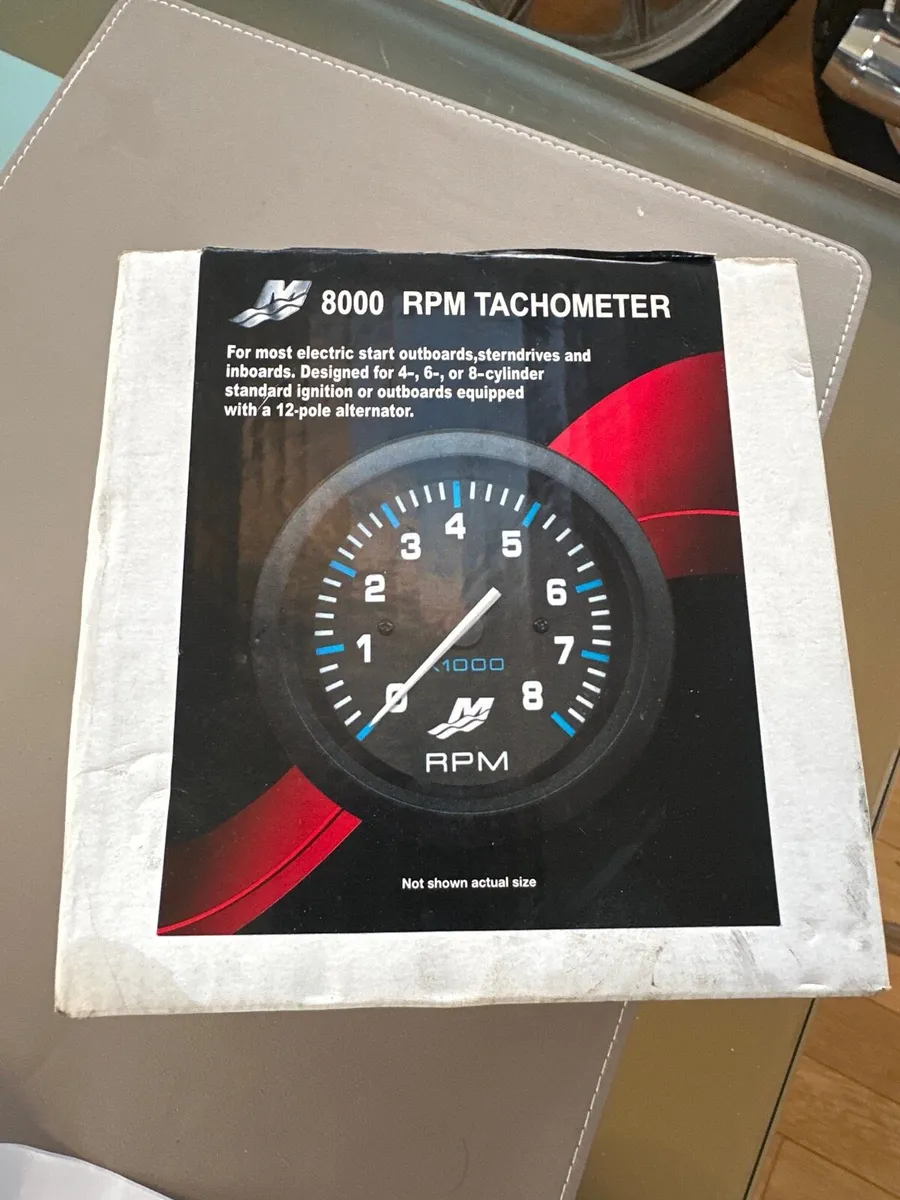 8000 RPM TACHOMETER
For most electric start outboards,sterndrives and
inboards. Designed for 4-, 6-, or 8-cylinder
standard ignition or outboards equipped
with a 12-pole alternator.
4
3
5
2
6
1
7
x1000
0
8
M
RPM
Not shown actual size